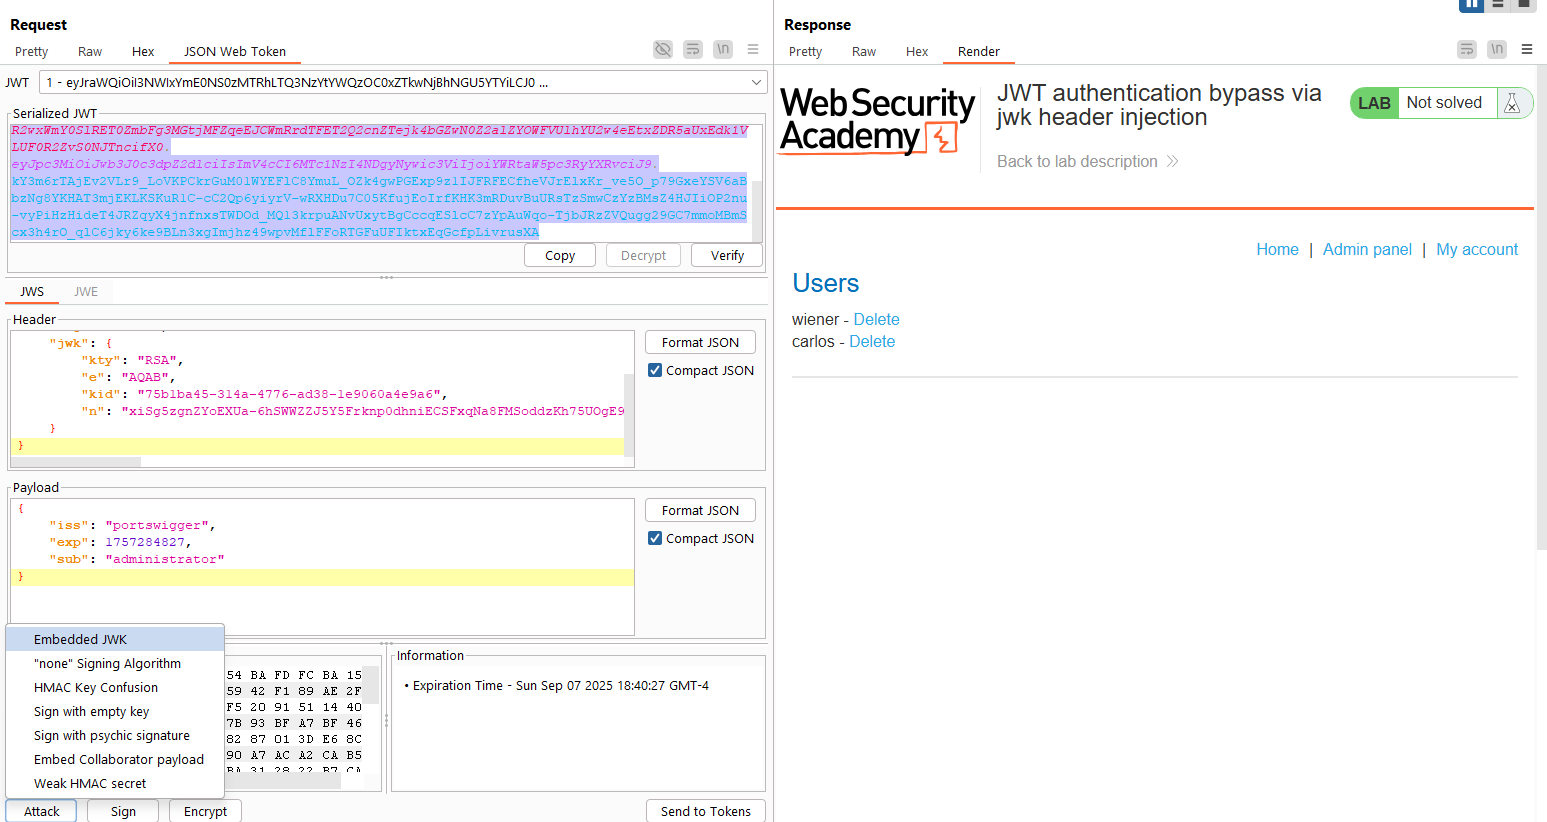 Request
Pretty Raw Hex JSON Web Token
\n
JWT 1 - eyJraWQiOiI3NWIxYmE0NS0zMTRhLTQ3NzYtYWQzOC0xZTkwNjBhNGU5YTYiLCJ0 ...
Serialized JWT
eyJpc3MiOiJwb3J0c3dpZ2dlciIsImV4cCI6MTc1NzI4NDgyNywic3ViIjoiYWRtaW5pc3RyYXRvciJ9.
Copy Decrypt Verify
JWS JWE
Header
"jwk": {
"kty": "RSA",
"e": "AQAB",
"kid": "75b1ba45-314a-4776-ad38-1e9060a4e9a6",
"n": "xiSg5zgnZYoEXUa-6hSWWZZJ5Y5Frknp0dhniECSFxqNa8FMSoddzKh75UOgE9
}
}
Format JSON
Compact JSON
Payload
{
"iss": "portswigger",
"exp": 1757284827,
"sub": "administrator"
}
Format JSON
Compact JSON
Embedded JWK
"none" Signing Algorithm
HMAC Key Confusion
Sign with empty key
Sign with psychic signature
Embed Collaborator payload
Weak HMAC secret
54 BA FD FC BA 15
59 42 F1 89 AE 2F
F5 20 91 51 14 40
7B 93 BF A7 BF 46
82 87 01 3D E6 8C
90 A7 AC A2 CA B5
BA 31 28 22 B7 CA
Information
• Expiration Time - Sun Sep 07 2025 18:40:27 GMT-4
Attack Sign Encrypt Send to Tokens
Response
Pretty Raw Hex Render
\n
Web Security
Academy
JWT authentication bypass via
jwk header injection
Back to lab description
LAB Not solved
Home | Admin panel | My account
Users
wiener - Delete
carlos - Delete